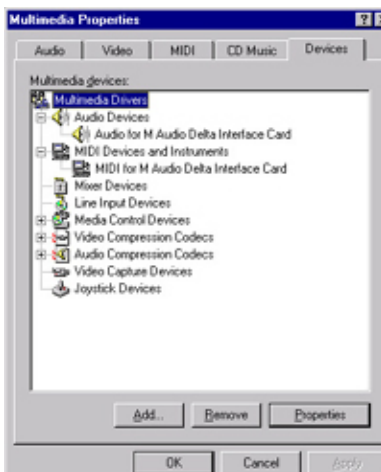 Multimedia Properties
Audio
Video
MIDI
CD Music
Devices
Multimedia devices:
Multimedia Drivers
Audio Devices
Audio for M Audio Delta Interface Card
MIDI Devices and Instruments
MIDI for M Audio Delta Interface Card
Mixer Devices
Line Input Devices
Media Control Devices
Video Compression Codecs
Audio Compression Codecs
Video Capture Devices
Joystick Devices
Add...
Remove
Properties
OK
Cancel
Apply